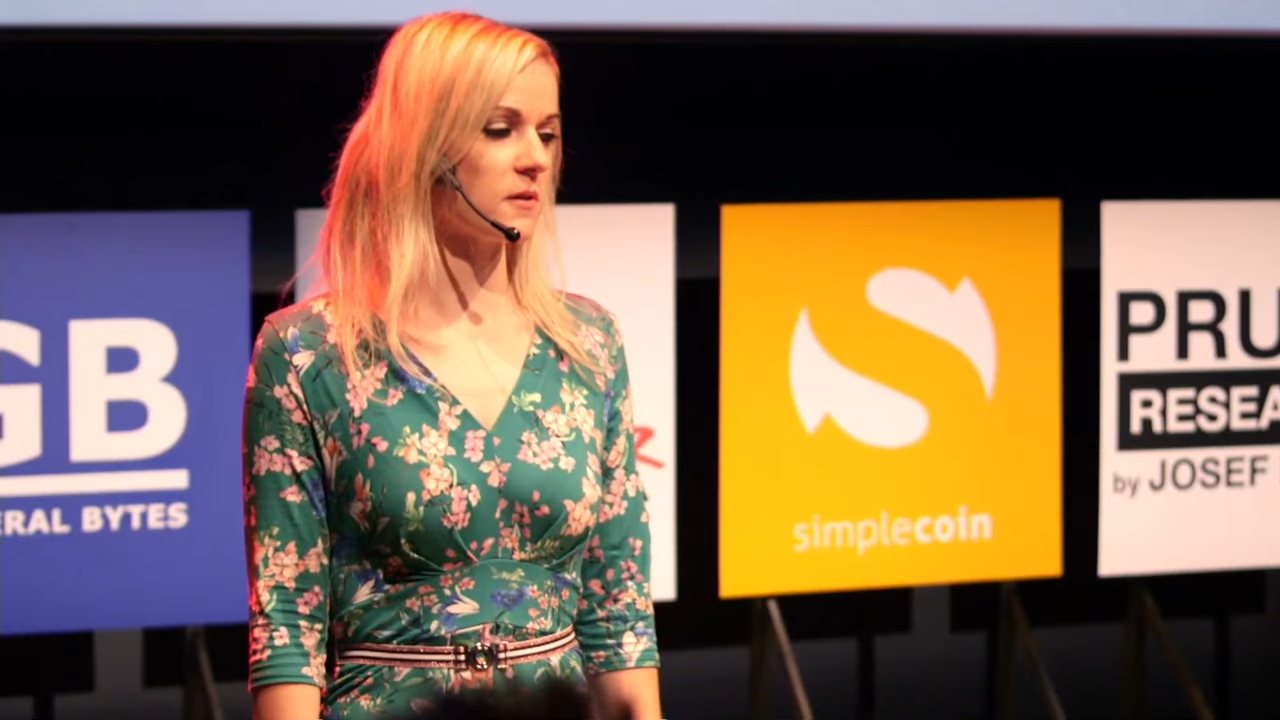 GB
ERAL BYTES
simplecoin
PRU
RESEA
by JOSEF